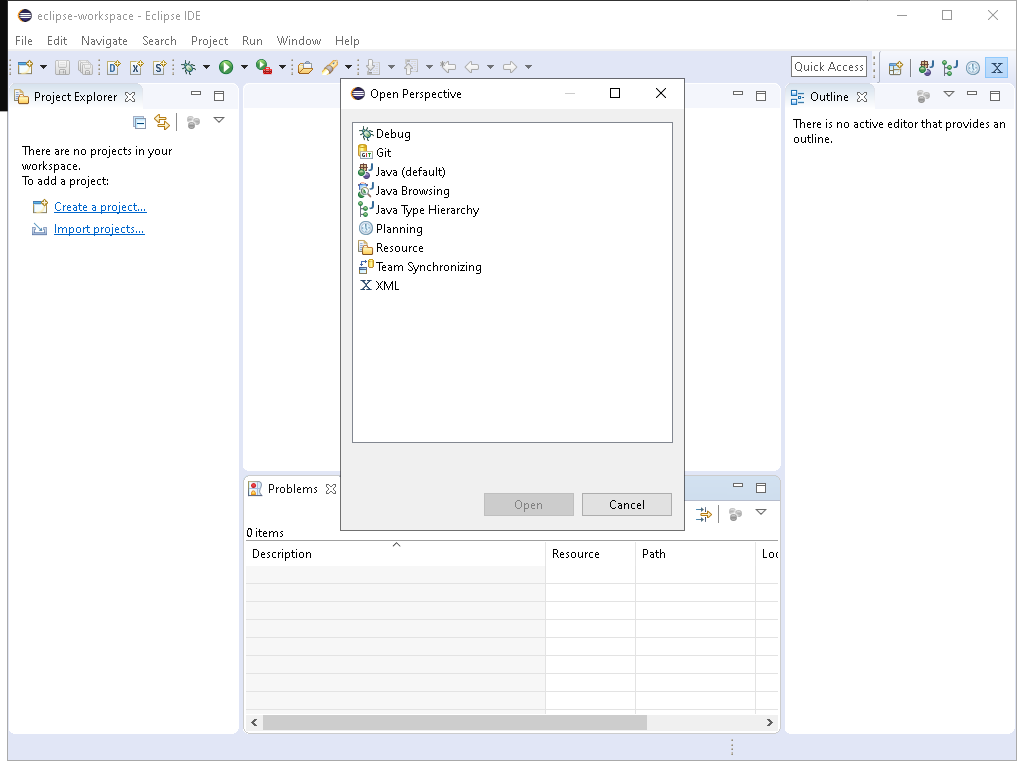 eclipse-workspace - Eclipse IDE
File Edit Navigate Search Project Run Window Help
Quick Access
Project Explorer
There are no projects in your
workspace.
To add a project:
Create a project...
Import projects...
Open Perspective
Debug
Git
Java (default)
Java Browsing
Java Type Hierarchy
Planning
Resource
Team Synchronizing
XML
Open Cancel
Outline
There is no active editor that provides an
outline.
Problems
0 items
Description Resource Path Loc